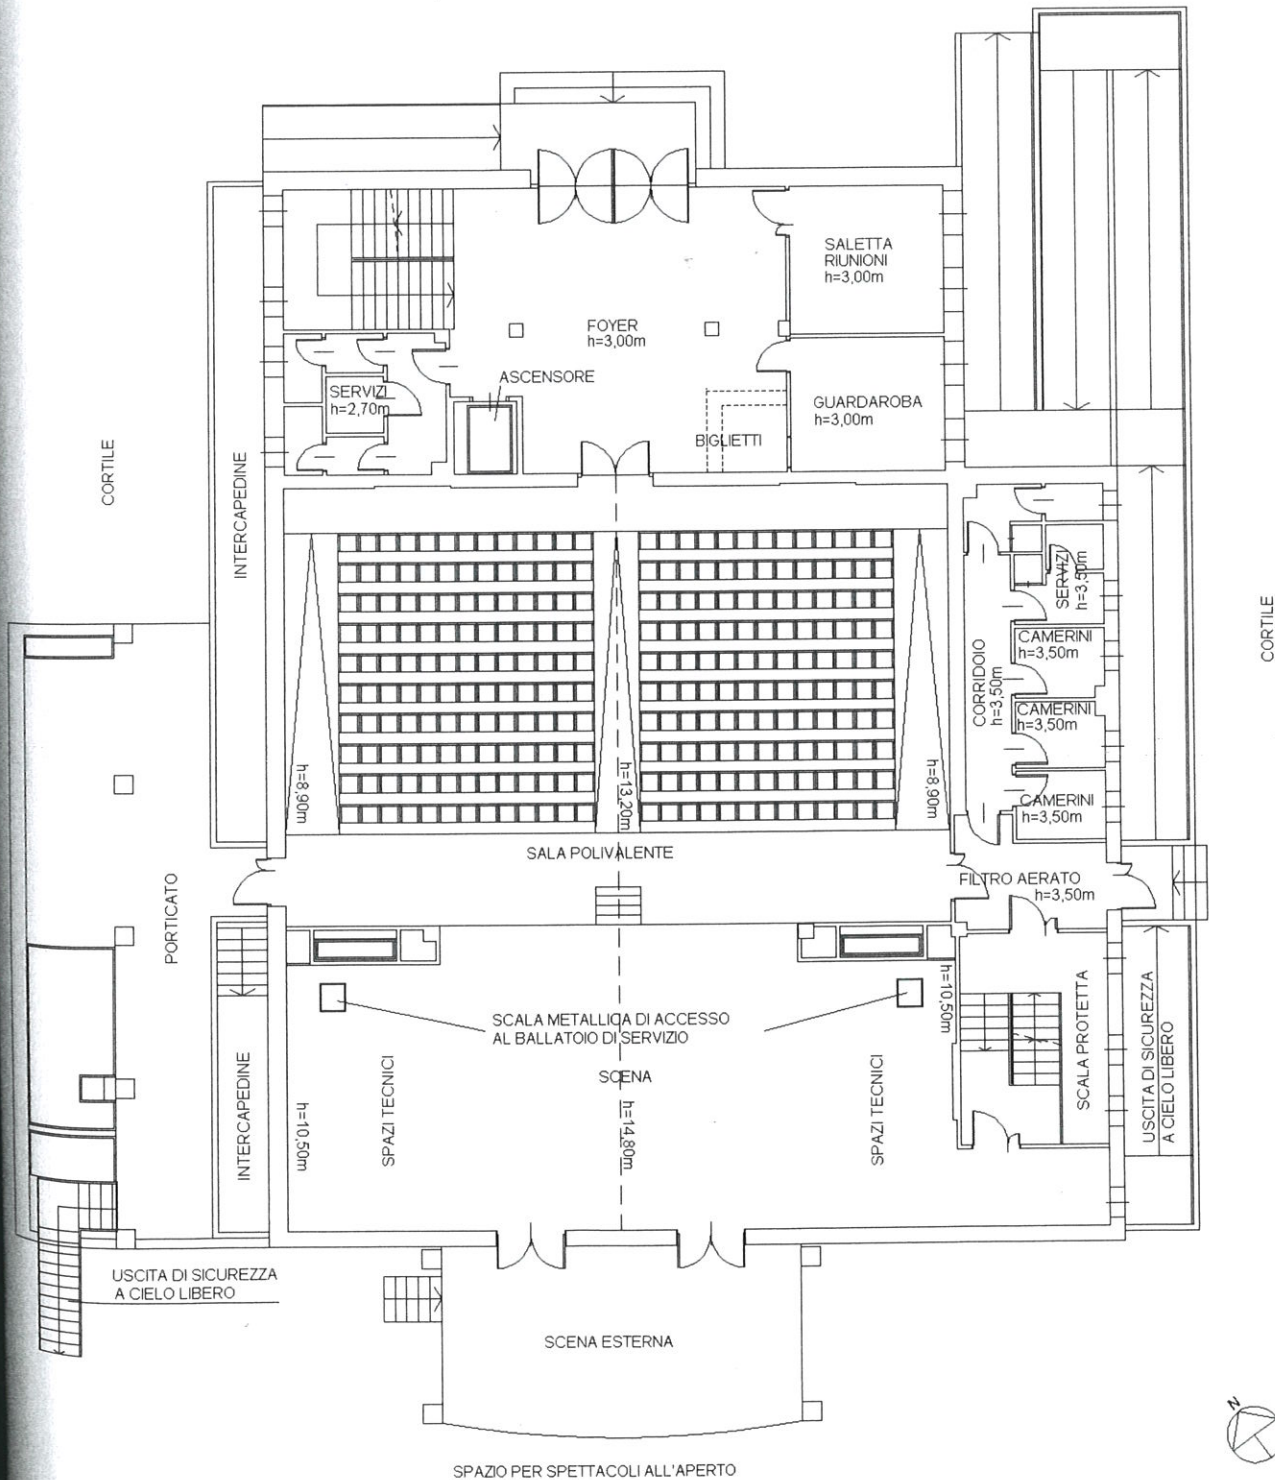 SALETTA
RIUNIONI
h=3,00m
FOYER
h=3,00m
ASCENSORE
SERVIZI
h=2,70m
GUARDAROBA
h=3,00m
BIGLIETTI
CORTILE
INTERCAPEDINE
SERVIZI
h=3,50m
CORTILE
CAMERINI
h=3,50m
CORRIDOIO
h=3,50m
CAMERINI
h=3,50m
h=8,90m
h=13,20m
h=8,90m
CAMERINI
h=3,50m
SALA POLIVALENTE
FILTRO AERATO
h=3,50m
PORTICATO
h=10,50m
SCALA METALLICA DI ACCESSO
AL BALLATOIO DI SERVIZIO
SCENA
SCALA PROTETTA
USCITA DI SICUREZZA
A CIELO LIBERO
INTERCAPEDINE
h=10,50m
SPAZI TECNICI
h=14,80m
SPAZI TECNICI
USCITA DI SICUREZZA
A CIELO LIBERO
SCENA ESTERNA
N
SPAZIO PER SPETTACOLI ALL'APERTO